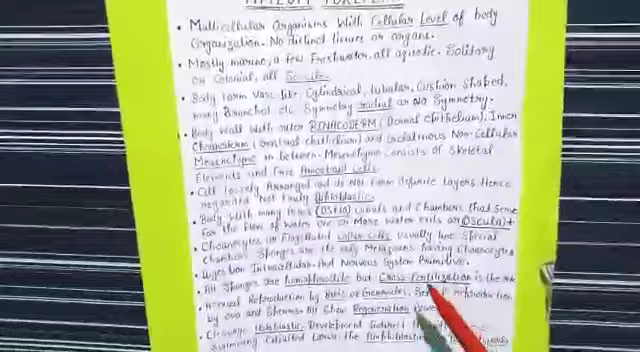 PHYLUM PORIFERA
• Multicellular Organisms With Cellular Level of body
Organization. No distinct tissues or organs.
• Mostly marine, a few Freshwater, all aquatic. Solitary
or Colonial, all Sessile.
• Body Form Vase like, Cylindrical, tubular, Cushion Shaped,
many Branched etc Symmetry radial or No Symmetry.
• Body Wall With outer PINACODERM (Dermal epithelium), Inner
Choanoderm (Gastral epithelium) and Gelatinous Non-Cellular
Mesenchyme in between. Mesenchyme consists of Skeletal
Elements and Free Amoeboid cells.
• Cell loosely Arranged and do Not Form definite layers. Hence
Not truly Diploblastic.
• Body With many Pores (OSTIA) Canals and Chambers that Serve
For the Flow of Water one or More Water exits or (Oscula)
• Choanocytes or Flagellated collar cells Usually line Special
Chambers Sponges are the only Metazoans having Choanocytes
Intracellular. And Nervous System Primitive.
• All Sponges are hermaphrodite but Cross Fertilization is the
• Asexual Reproduction by Buds or Gemmules. Reproduction
by Ova and Sperms. All Show Regeneration Power
• Cleavage Holoblastic. Development Indirect
Swimming Ciliated Larva the